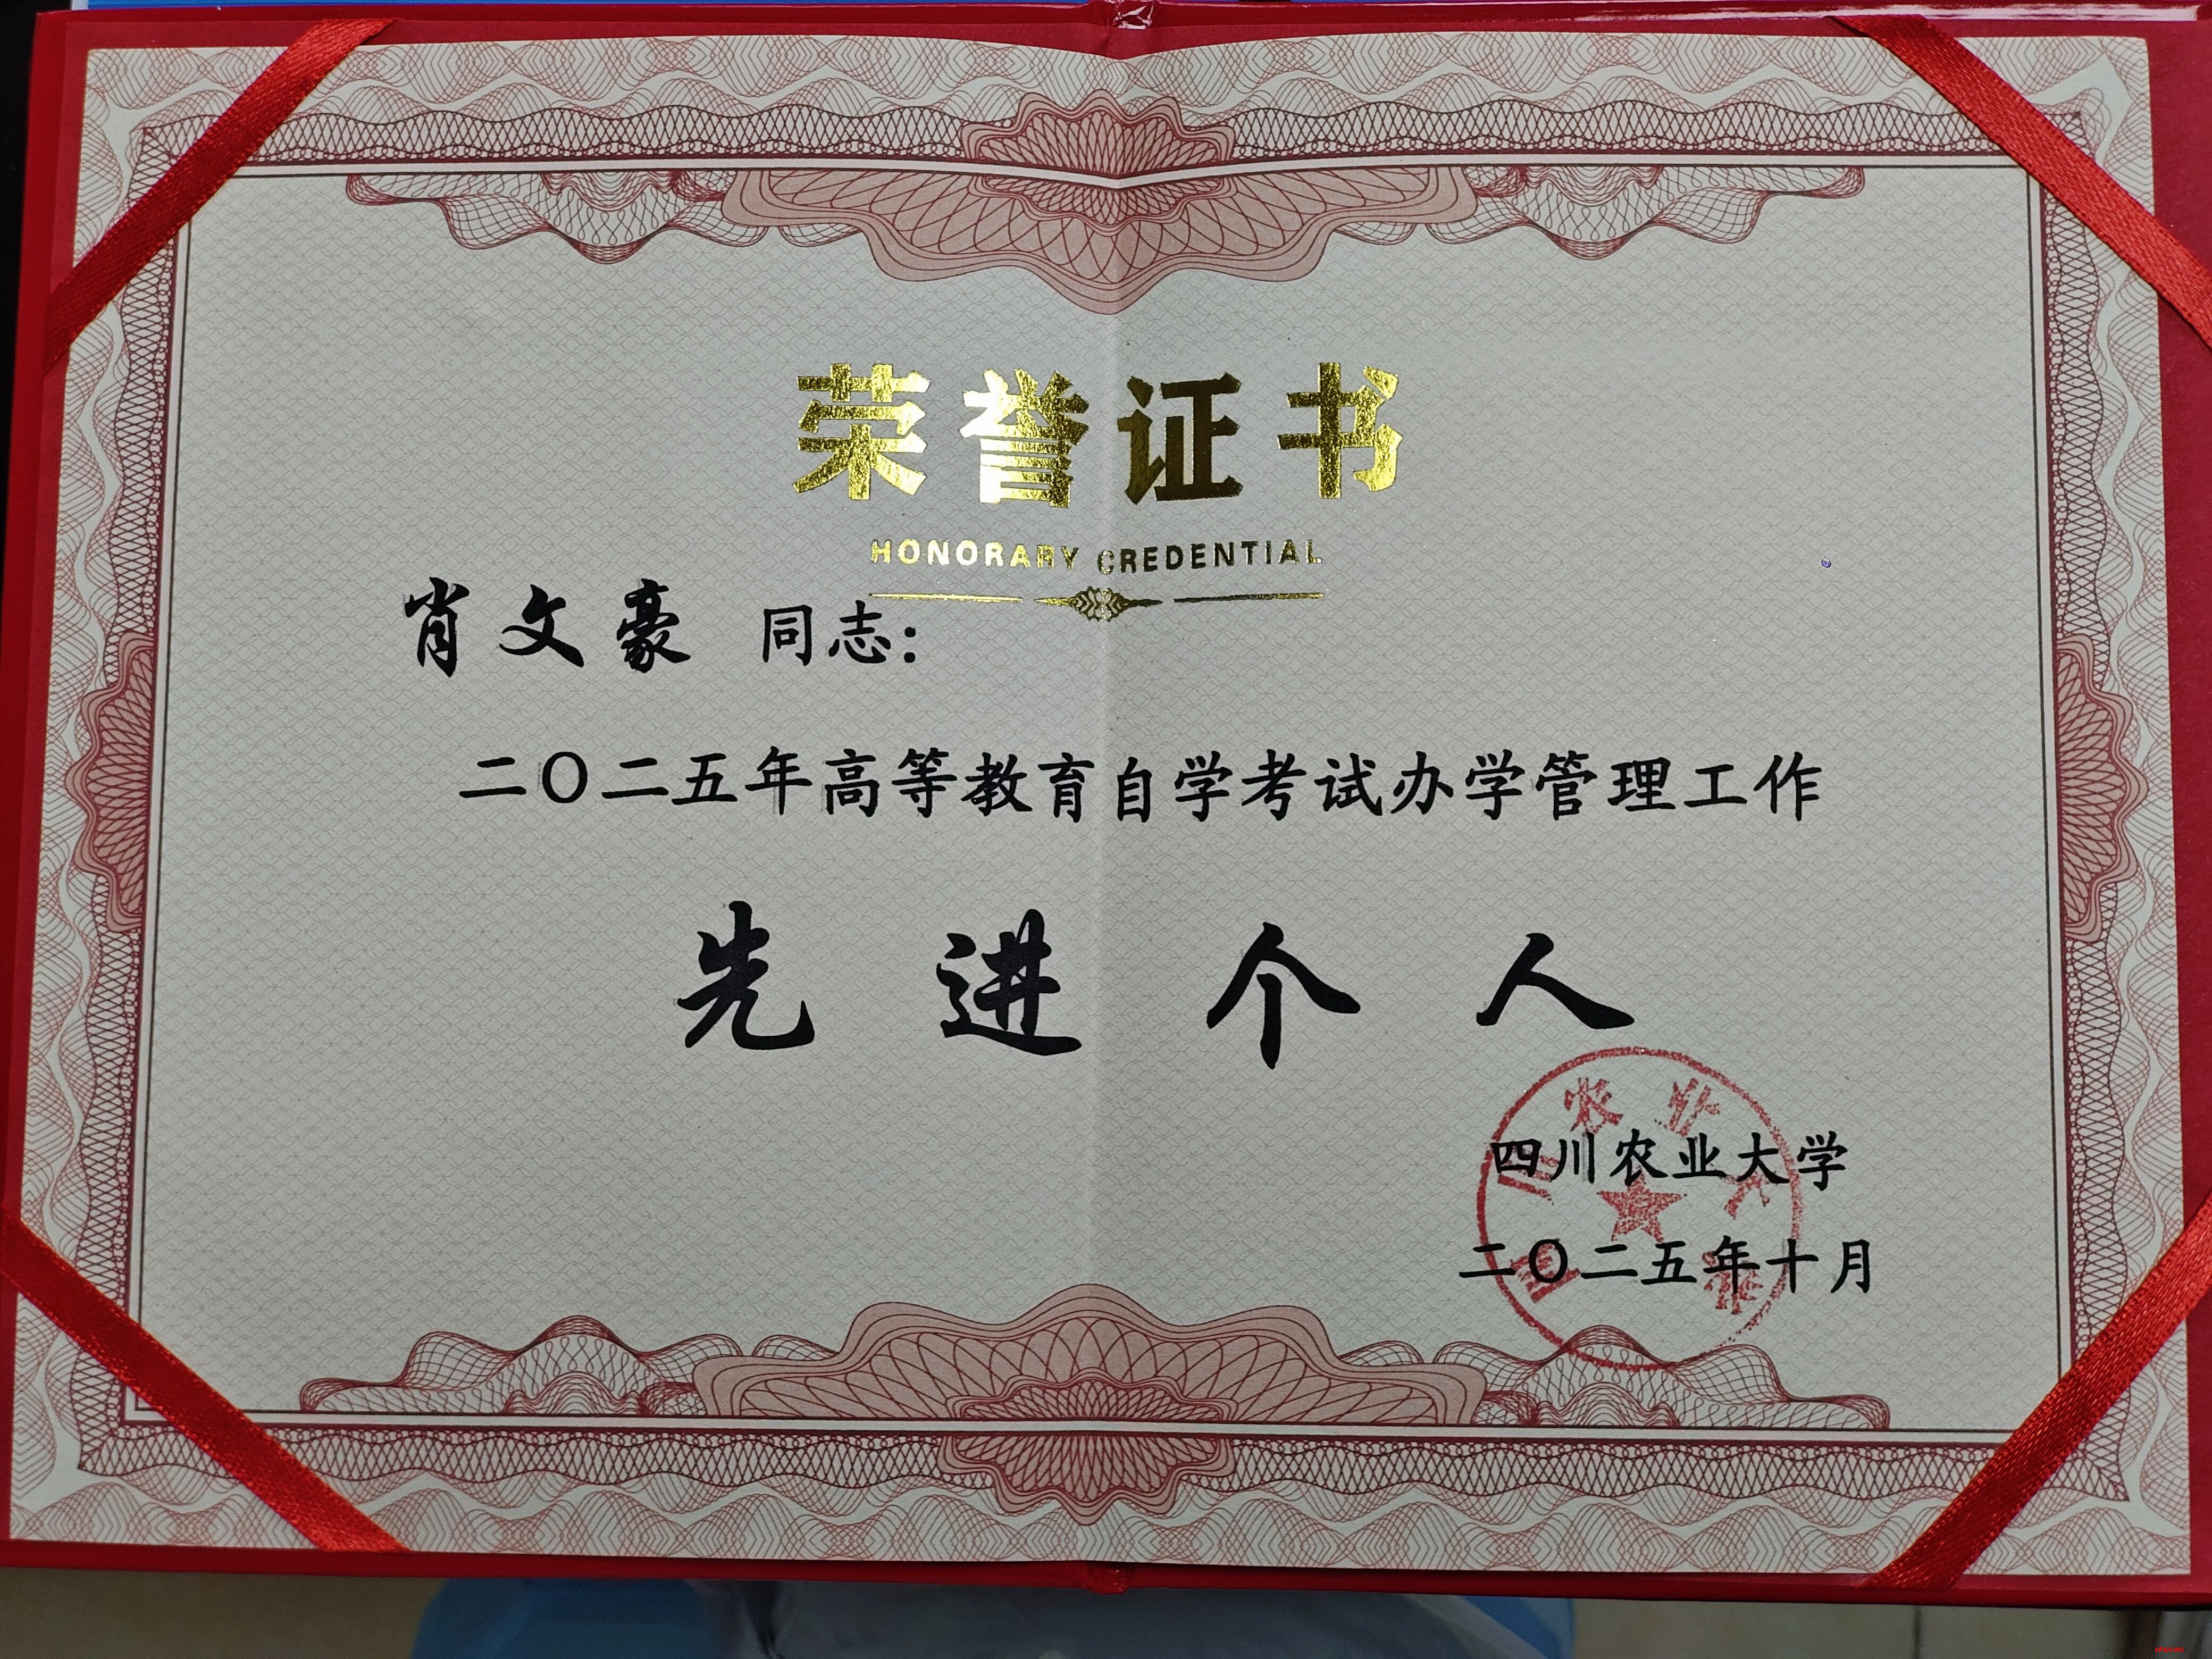 荣誉证书
HONORARY CREDENTIAL
肖文豪 同志：
二〇二五年高等教育自学考试办学管理工作
先进个人
四川农业大学
二〇二五年十月